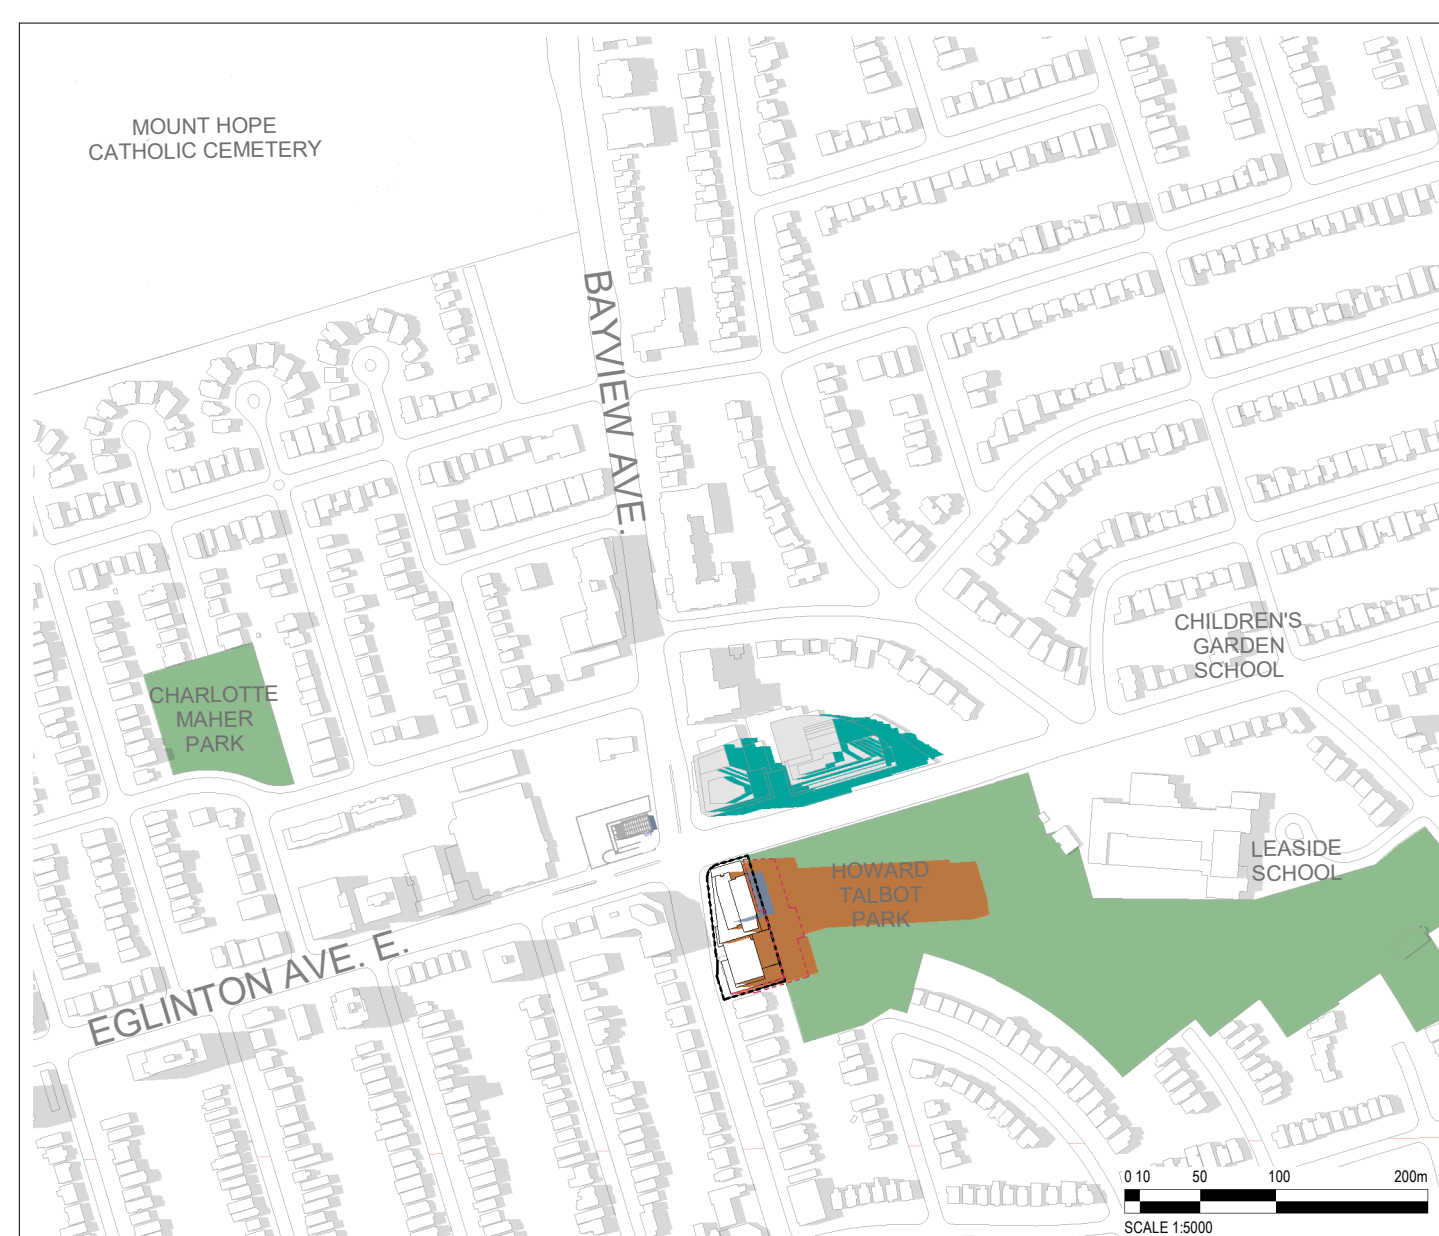 MOUNT HOPE
CATHOLIC CEMETERY
BAYVIEW AVE.
CHILDREN'S
GARDEN
SCHOOL
CHARLOTTE
MAHER
PARK
LEASIDE
SCHOOL
HOWARD
TALBOT
PARK
EGLINTON AVE. E.
0 10 50 100 200m
SCALE 1:5000